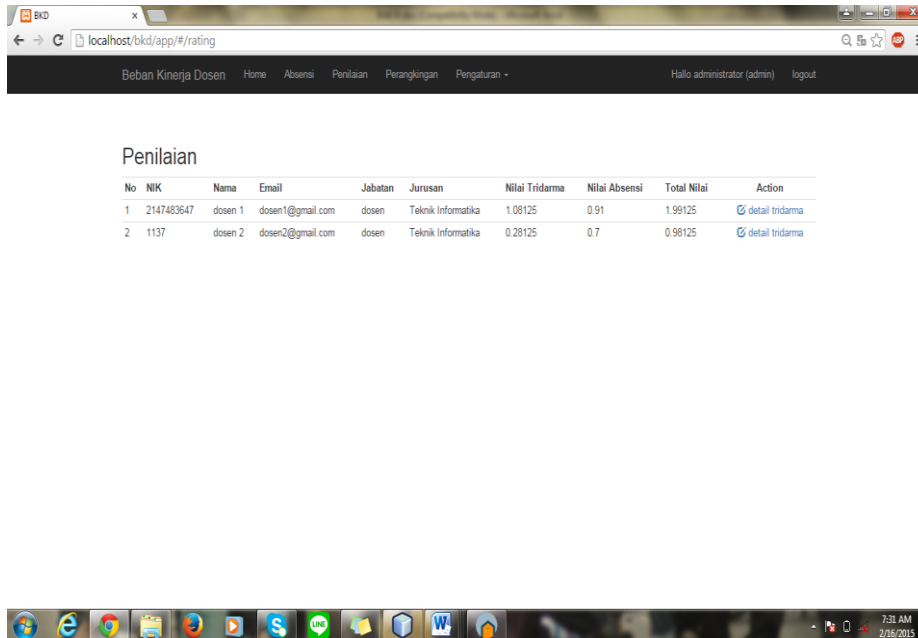 BKD
localhost/bkd/app/#/rating
ABP
Beban Kinerja Dosen Home Absensi Penilaian Perangkingan Pengaturan Hallo administrator (admin) logout
Penilaian
No NIK Nama Email Jabatan Jurusan Nilai Tridarma Nilai Absensi Total Nilai Action
1 2147483647 dosen 1 dosen1@gmail.com dosen Teknik Informatika 1.08125 0.91 1.99125 detail tridarma
2 1137 dosen 2 dosen2@gmail.com dosen Teknik Informatika 0.28125 0.7 0.98125 detail tridarma
LINE
7:31 AM
2/16/2015